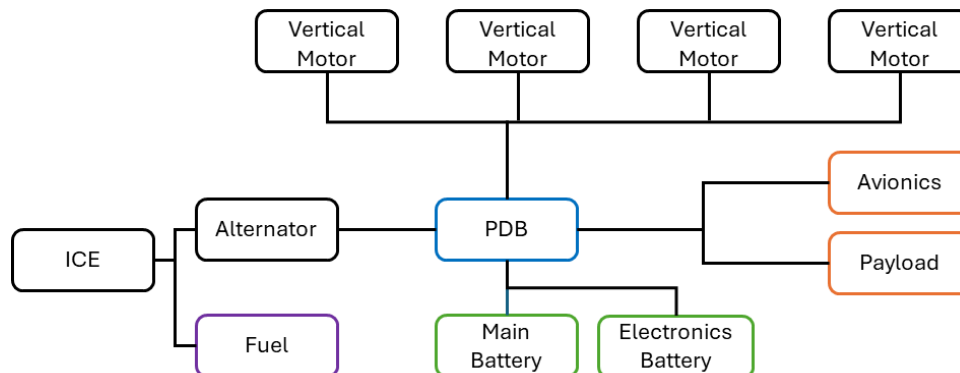 Vertical
Motor
Vertical
Motor
Vertical
Motor
Vertical
Motor
Avionics
Alternator
PDB
ICE
Payload
Fuel
Main
Battery
Electronics
Battery